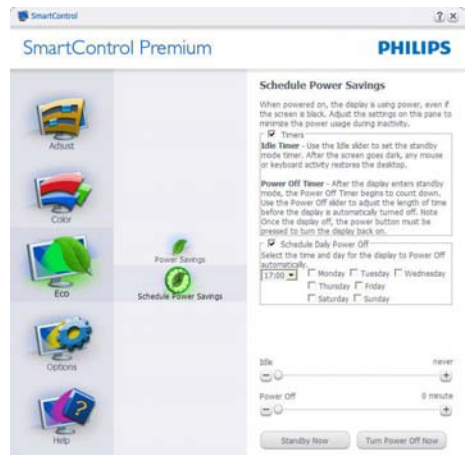 SmartControl
SmartControl Premium
PHILIPS
Adjust
Color
Eco
Options
Help
Power Savings
Schedule Power Savings
Schedule Power Savings
When powered on, the display is using power, even if
the screen is black. Adjust the settings on this pane to
minimize the power usage during inactivity.
Timers
Idle Timer - Use the Idle slider to set the standby
mode timer. After the screen goes dark, any mouse
or keyboard activity restores the desktop.
Power Off Timer - After the display enters standby
mode, the Power Off Timer begins to count down.
Use the Power Off slider to adjust the length of time
before the display is automatically turned off. Note
Once the display off, the power button must be
pressed to turn the display back on.
Schedule Daily Power Off
Select the time and day for the display to Power Off
automatically.
17:00 Monday Tuesday Wednesday
Thursday Friday
Saturday Sunday
Idle never
Power Off 0 minute
Standby Now Turn Power Off Now